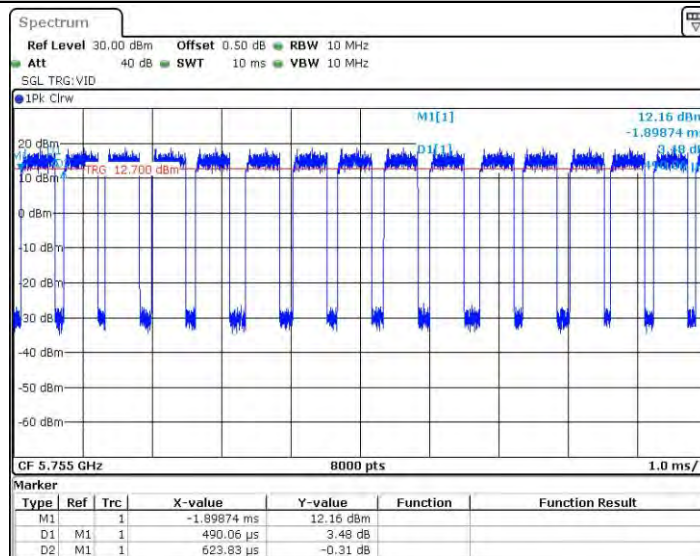 Spectrum
Ref Level 30.00 dBm Offset 0.50 dB RBW 10 MHz
Att 40 dB SWT 10 ms VBW 10 MHz
SGL TRG:VID
1Pk Clrw
M1[1] 12.16 dBm
-1.89874 ms
D1[1] 3.48 dB
20 dBm
TRG 12.700 dBm
10 dBm
0 dBm
-10 dBm
-20 dBm
-30 dBm
-40 dBm
-50 dBm
-60 dBm
CF 5.755 GHz 8000 pts 1.0 ms/
Marker
Type Ref Trc X-value Y-value Function Function Result
M1 1 -1.89874 ms 12.16 dBm
D1 M1 1 490.06 µs 3.48 dB
D2 M1 1 623.83 µs -0.31 dB